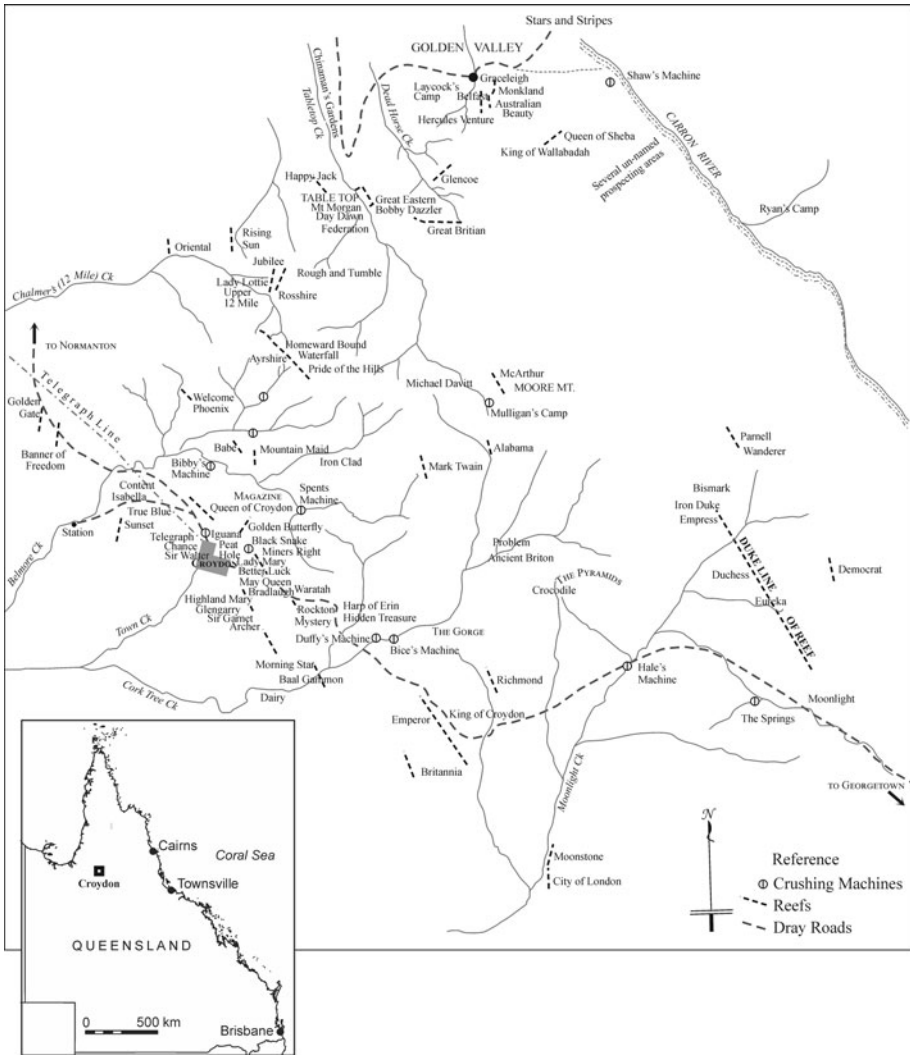 Stars and Stripes
GOLDEN VALLEY
Chinaman's Gardens
Tabletop Ck
Dead Horse Ck
Graceleigh
Laycock's
Camp
Belfast
Monkland
Australian
Beauty
Hercules Venture
Shaw's Machine
CARRON RIVER
Queen of Sheba
King of Wallabadah
Several un-named
prospecting areas
Ryan's Camp
Glencoe
Happy Jack
TABLE TOP
Mt Morgan
Day Dawn
Federation
Great Eastern
Bobby Dazzler
Great Britian
Oriental
Rising
Sun
Jubilee
Rough and Tumble
Lady Lottie
Upper
12 Mile
Rosshire
Chalmer's (12 Mile) Ck
TO NORMANTON
Telegraph Line
Homeward Bound
Waterfall
Ayrshire
Pride of the Hills
Michael Davitt
McArthur
MOORE MT.
Mulligan's Camp
Welcome
Phoenix
Golden
Gate
Banner of
Freedom
Babe
Mountain Maid
Iron Clad
Bibby's
Machine
Mark Twain
Alabama
Parnell
Wanderer
Content
Isabella
MAGAZINE
Queen of Croydon
Spents
Machine
Bismark
Iron Duke
Empress
Station
True Blue
Sunset
Golden Butterfly
Telegraph
Chance
Sir Walter
Iguana
Peat
Hole
Black Snake
Miners Right
CROYDON
Lady Mary
Better Luck
May Queen
Bradlaugh
Waratah
Problem
Ancient Briton
DUKE LINE
OF REEF
Democrat
Duchess
Eureka
THE PYRAMIDS
Crocodile
Belmore Ck
Town Ck
Highland Mary
Glengarry
Sir Garnet
Archer
Rockton
Mystery
Harp of Erin
Hidden Treasure
THE GORGE
Duffy's Machine
Bice's Machine
Hale's
Machine
Morning Star
Baal Gammon
Dairy
Cork Tree Ck
Richmond
Moonlight
The Springs
Emperor
King of Croydon
Britannia
Moonlight Ck
TO GEORGETOWN
Moonstone
City of London
N
Reference
Crushing Machines
Reefs
Dray Roads
Cairns
Coral Sea
Croydon
Townsville
QUEENSLAND
0 500 km
Brisbane